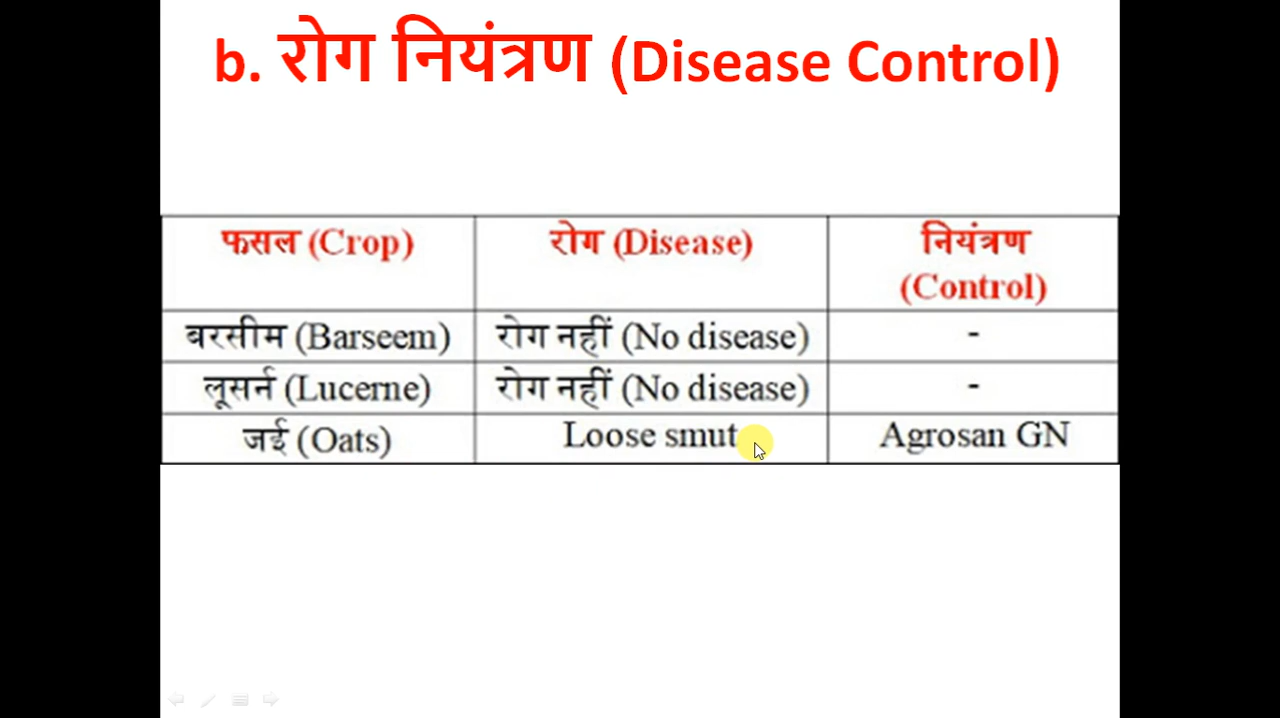 b. रोग नियंत्रण (Disease Control)
फसल (Crop) रोग (Disease) नियंत्रण (Control)
बरसीम (Barseem) रोग नहीं (No disease) -
लूसर्न (Lucerne) रोग नहीं (No disease) -
जई (Oats) Loose smut Agrosan GN